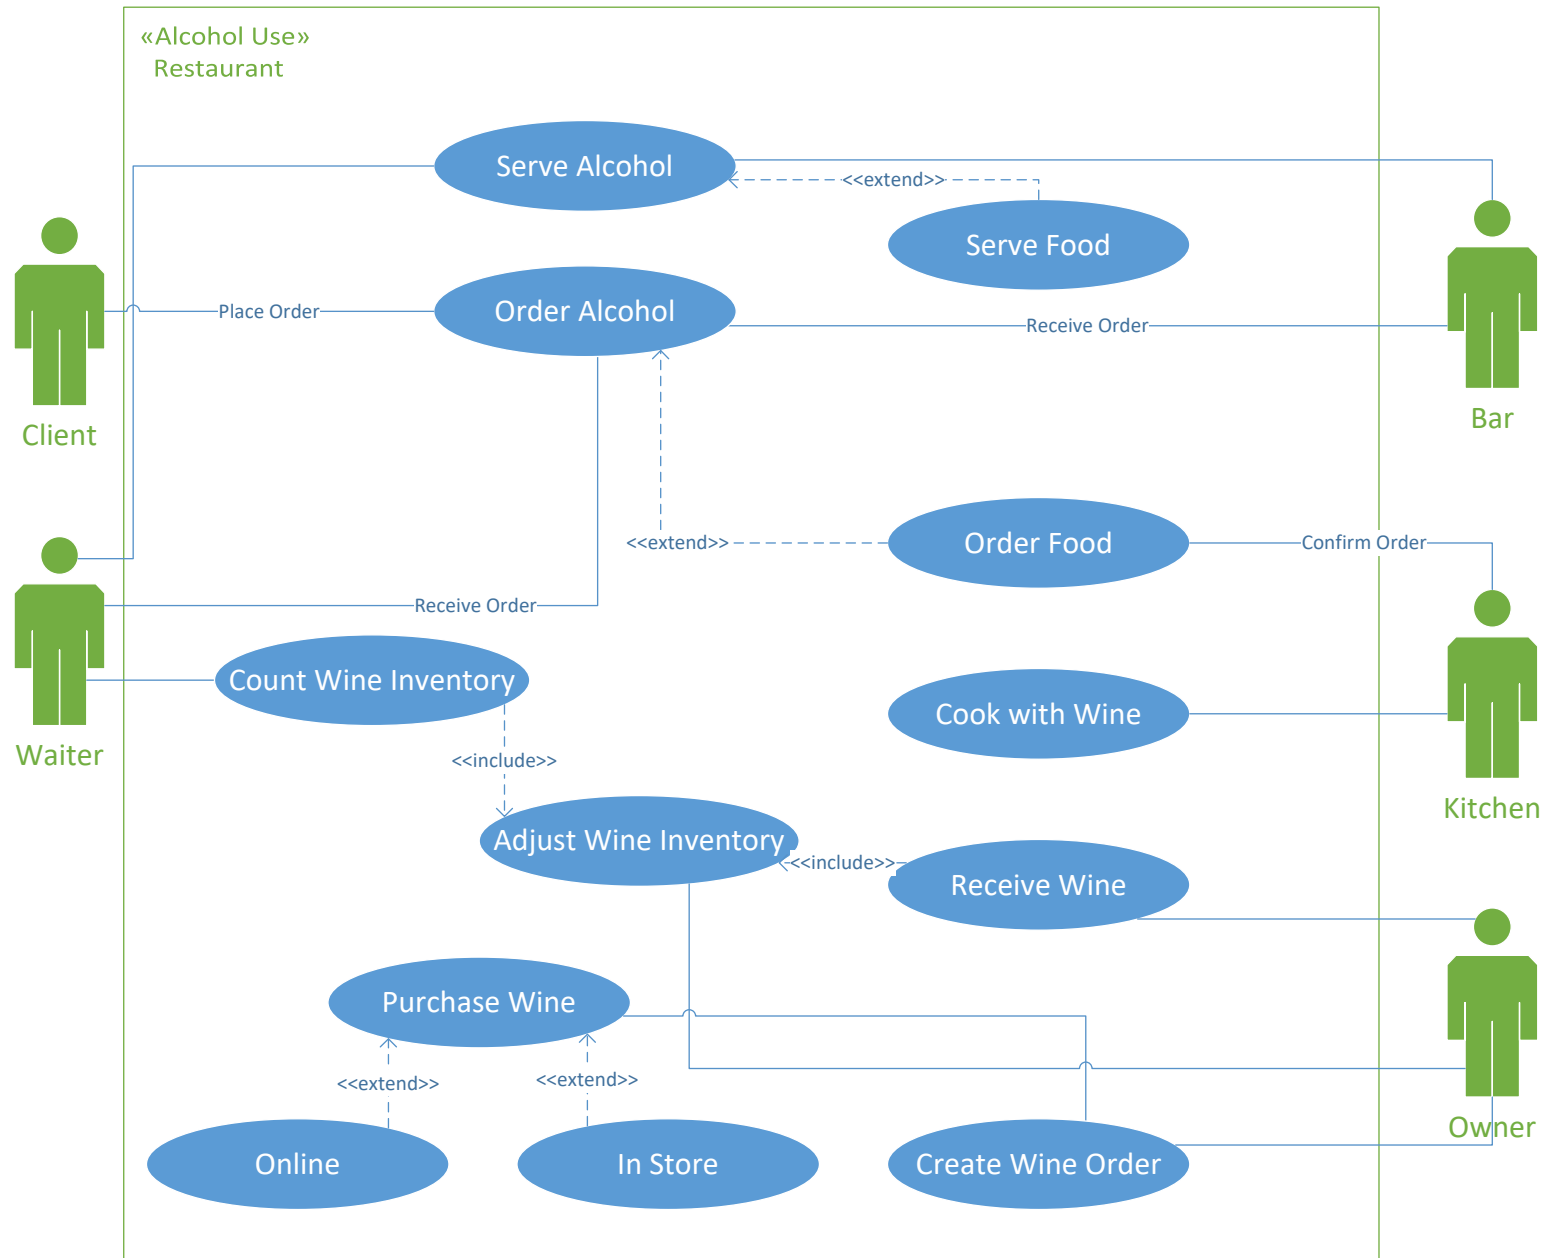 «Alcohol Use»
Restaurant
Serve Alcohol
<<extend>>
Serve Food
Place Order
Order Alcohol
Receive Order
Client
Bar
<<extend>>
Order Food
Confirm Order
Receive Order
Count Wine Inventory
Cook with Wine
Waiter
<<include>>
Kitchen
Adjust Wine Inventory
<<include>>
Receive Wine
Purchase Wine
<<extend>>
<<extend>>
Owner
Online
In Store
Create Wine Order